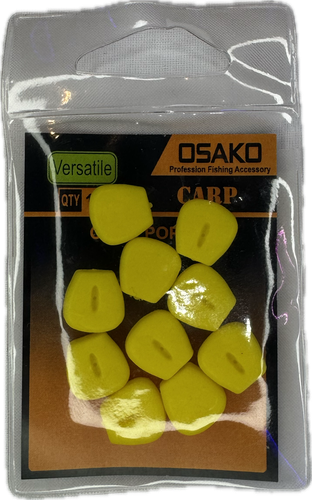 Versatile
OSAKO
Profession Fishing Accessory
QTY
CARP